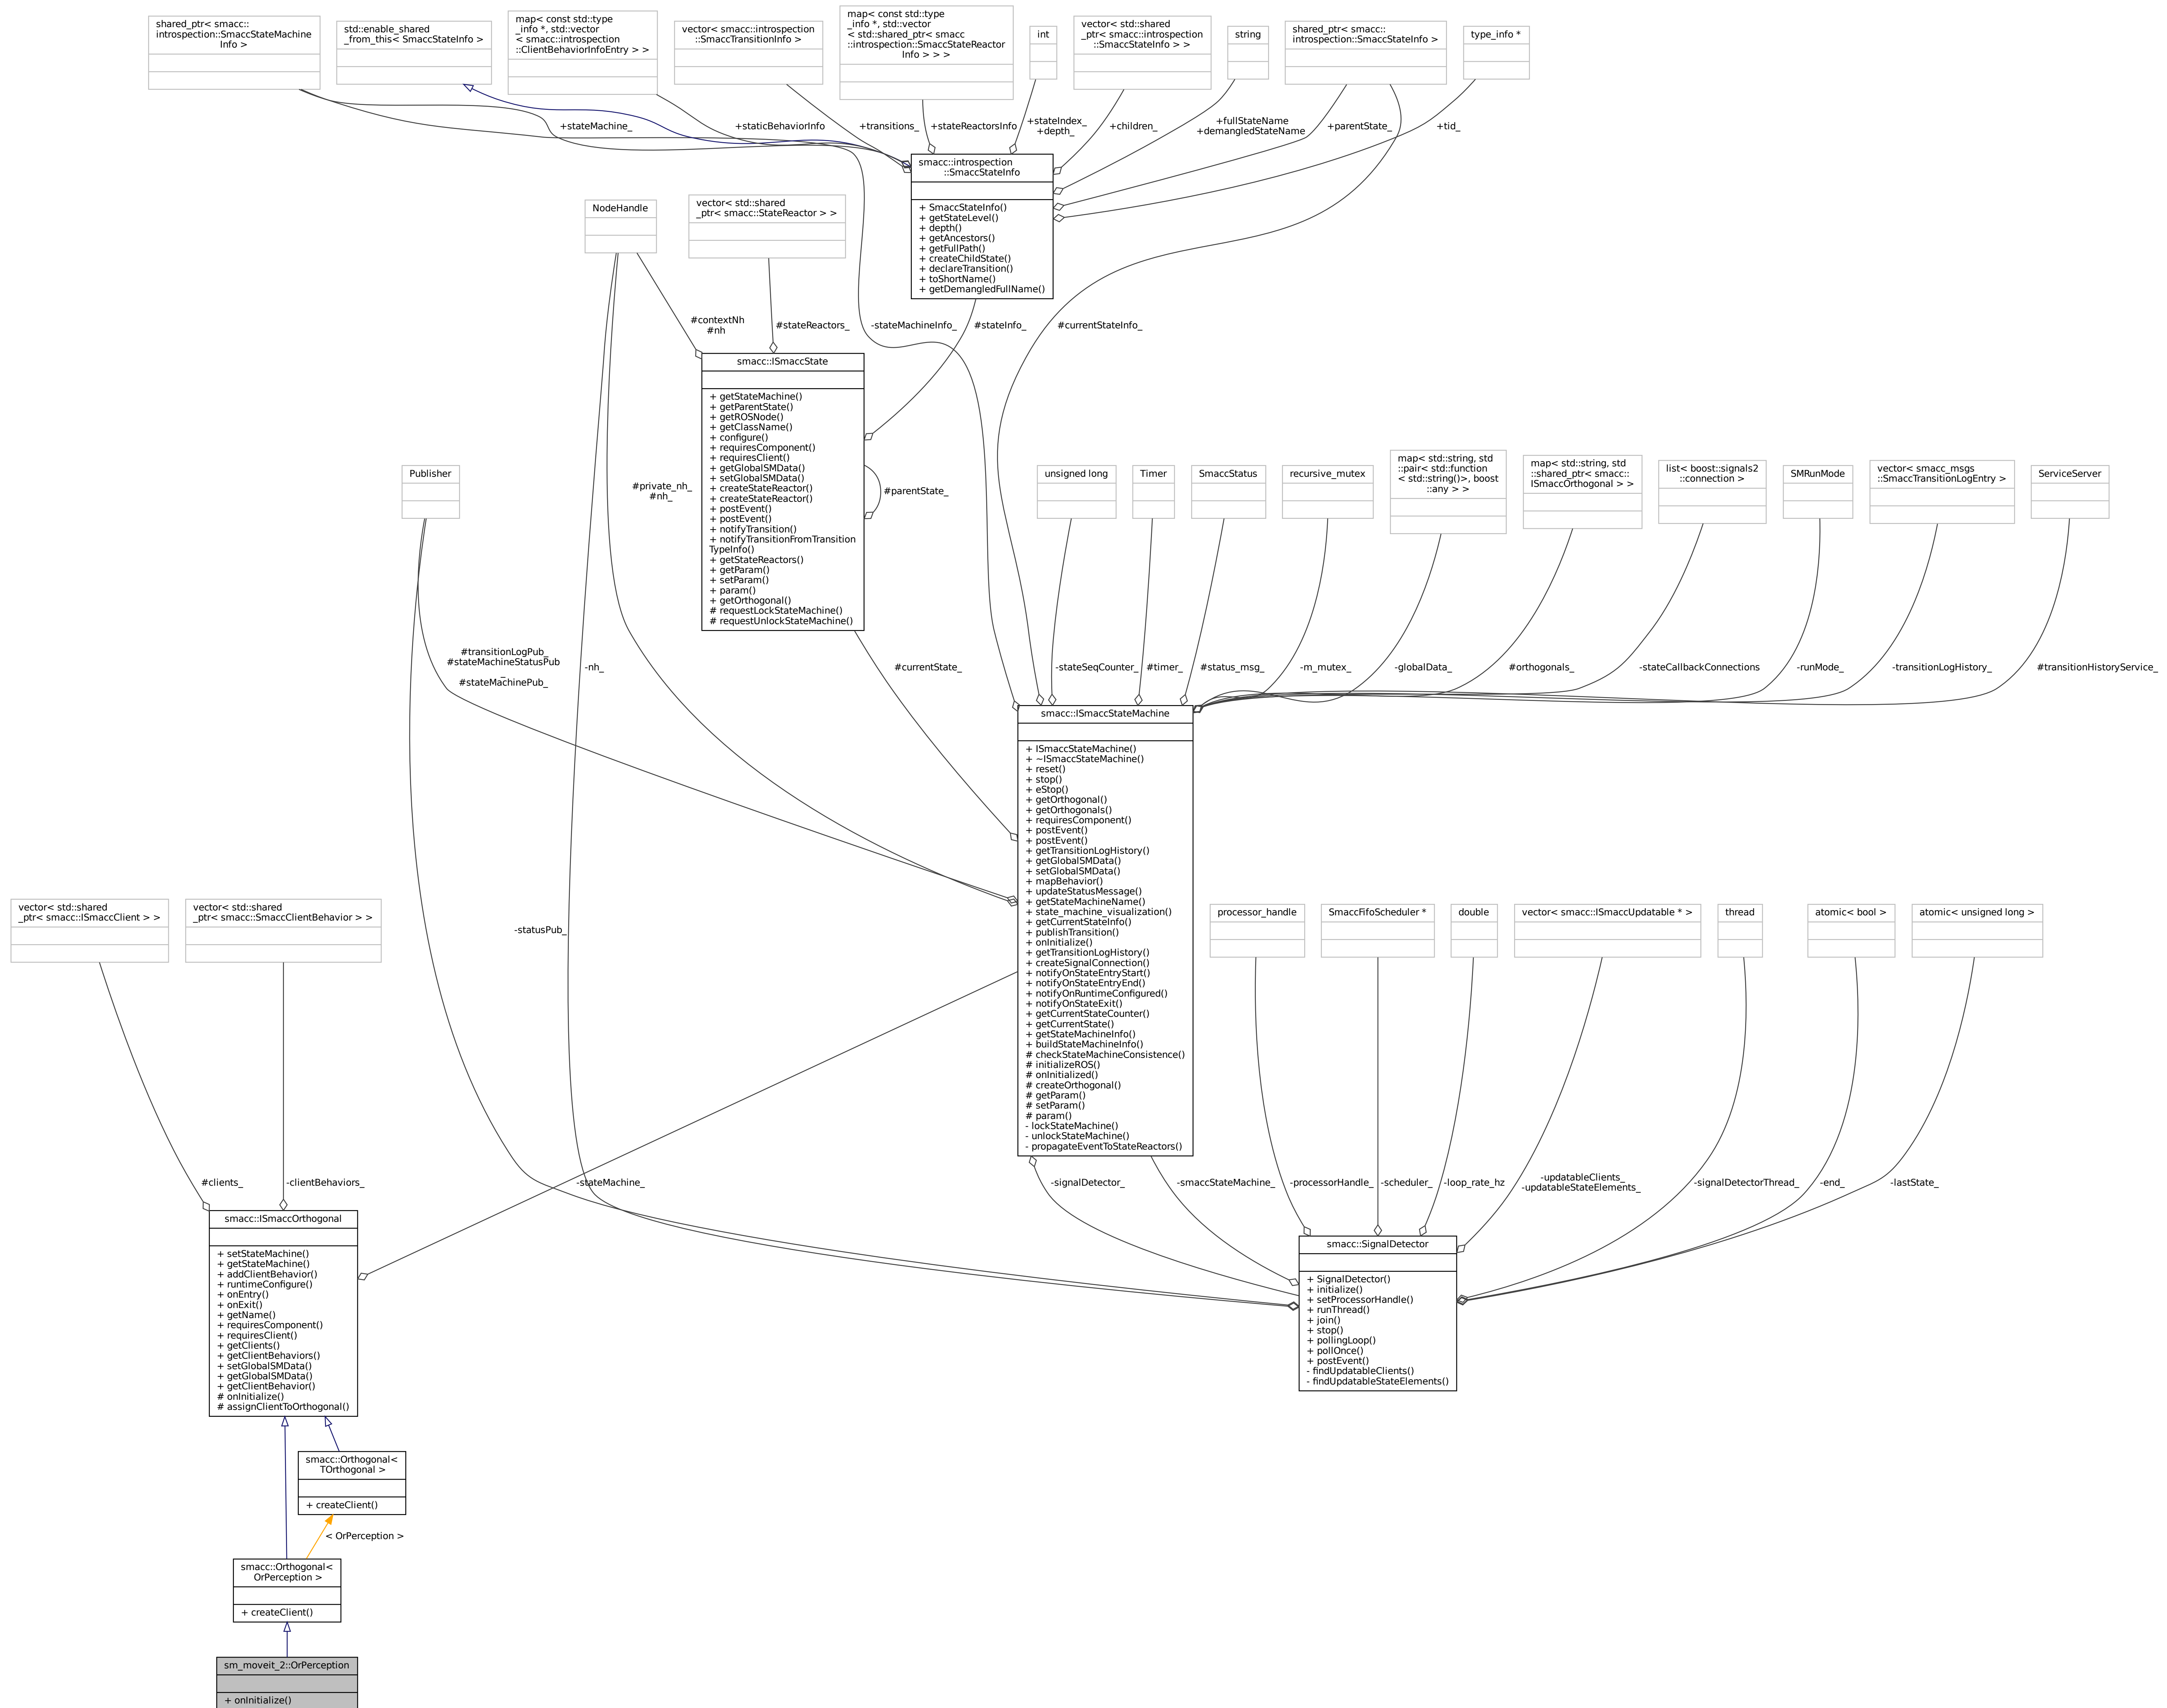 shared_ptr< smacc::
introspection::SmaccStateMachine
Info >
std::enable_shared
_from_this< SmaccStateInfo >
map< const std::type
_info *, std::vector
< smacc::introspection
::ClientBehaviorInfoEntry > >
vector< smacc::introspection
::SmaccTransitionInfo >
map< const std::type
_info *, std::vector
< std::shared_ptr< smacc
::introspection::SmaccStateReactor
Info > > >
int
vector< std::shared
_ptr< smacc::introspection
::SmaccStateInfo > >
string
shared_ptr< smacc::
introspection::SmaccStateInfo >
type_info *
+stateMachine_
+staticBehaviorInfo
+transitions_
+stateReactorsInfo
+stateIndex_
+depth_
+children_
+fullStateName
+demangledStateName
+parentState_
+tid_
smacc::introspection
::SmaccStateInfo
+ SmaccStateInfo()
+ getStateLevel()
+ depth()
+ getAncestors()
+ getFullPath()
+ createChildState()
+ declareTransition()
+ toShortName()
+ getDemangledFullName()
NodeHandle
vector< std::shared
_ptr< smacc::StateReactor > >
#contextNh
#nh
#stateReactors_
-stateMachineInfo_
#stateInfo_
#currentStateInfo_
smacc::ISmaccState
+ getStateMachine()
+ getParentState()
+ getROSNode()
+ getClassName()
+ configure()
+ requiresComponent()
+ requiresClient()
+ getGlobalSMData()
+ setGlobalSMData()
+ createStateReactor()
+ createStateReactor()
+ postEvent()
+ postEvent()
+ notifyTransition()
+ notifyTransitionFromTransition
TypeInfo()
+ getStateReactors()
+ getParam()
+ setParam()
+ param()
+ getOrthogonal()
# requestLockStateMachine()
# requestUnlockStateMachine()
#parentState_
Publisher
#private_nh_
#nh_
unsigned long
Timer
SmaccStatus
recursive_mutex
map< std::string, std
::pair< std::function
< std::string()>, boost
::any > >
map< std::string, std
::shared_ptr< smacc::
ISmaccOrthogonal > >
list< boost::signals2
::connection >
SMRunMode
vector< smacc_msgs
::SmaccTransitionLogEntry >
ServiceServer
#transitionLogPub_
#stateMachineStatusPub
_
#stateMachinePub_
-nh_
#currentState_
-stateSeqCounter_
#timer_
#status_msg_
-m_mutex_
-globalData_
#orthogonals_
-stateCallbackConnections
-runMode_
-transitionLogHistory_
#transitionHistoryService_
smacc::ISmaccStateMachine
+ ISmaccStateMachine()
+ ~ISmaccStateMachine()
+ reset()
+ stop()
+ eStop()
+ getOrthogonal()
+ getOrthogonals()
+ requiresComponent()
+ postEvent()
+ postEvent()
+ getTransitionLogHistory()
+ getGlobalSMData()
+ setGlobalSMData()
+ mapBehavior()
+ updateStatusMessage()
+ getStateMachineName()
+ state_machine_visualization()
+ getCurrentStateInfo()
+ publishTransition()
+ onInitialize()
+ getTransitionLogHistory()
+ createSignalConnection()
+ notifyOnStateEntryStart()
+ notifyOnStateEntryEnd()
+ notifyOnRuntimeConfigured()
+ notifyOnStateExit()
+ getCurrentStateCounter()
+ getCurrentState()
+ getStateMachineInfo()
+ buildStateMachineInfo()
# checkStateMachineConsistence()
# initializeROS()
# onInitialized()
# createOrthogonal()
# getParam()
# setParam()
# param()
- lockStateMachine()
- unlockStateMachine()
- propagateEventToStateReactors()
vector< std::shared
_ptr< smacc::ISmaccClient > >
vector< std::shared
_ptr< smacc::SmaccClientBehavior > >
-statusPub_
processor_handle
SmaccFifoScheduler *
double
vector< smacc::ISmaccUpdatable * >
thread
atomic< bool >
atomic< unsigned long >
#clients_
-clientBehaviors_
-stateMachine_
-signalDetector_
-smaccStateMachine_
-processorHandle_
-scheduler_
-loop_rate_hz
-updatableClients_
-updatableStateElements_
-signalDetectorThread_
-end_
-lastState_
smacc::ISmaccOrthogonal
+ setStateMachine()
+ getStateMachine()
+ addClientBehavior()
+ runtimeConfigure()
+ onEntry()
+ onExit()
+ getName()
+ requiresComponent()
+ requiresClient()
+ getClients()
+ getClientBehaviors()
+ setGlobalSMData()
+ getGlobalSMData()
+ getClientBehavior()
# onInitialize()
# assignClientToOrthogonal()
smacc::SignalDetector
+ SignalDetector()
+ initialize()
+ setProcessorHandle()
+ runThread()
+ join()
+ stop()
+ pollingLoop()
+ pollOnce()
+ postEvent()
- findUpdatableClients()
- findUpdatableStateElements()
smacc::Orthogonal<
TOrthogonal >
+ createClient()
< OrPerception >
smacc::Orthogonal<
OrPerception >
+ createClient()
sm_moveit_2::OrPerception
+ onInitialize()